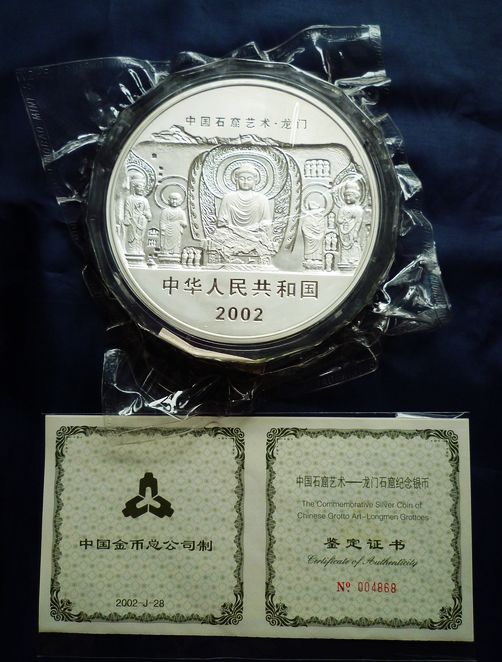 中国石窟艺术·龙门
中华人民共和国
2002
中国金币总公司制
2002-J-28
中国石窟艺术——龙门石窟纪念银币
The Commemorative Silver Coin of
Chinese Grotto Art-Longmen Grottoes
鉴定证书
Certificate of Authenticity
№ 004868